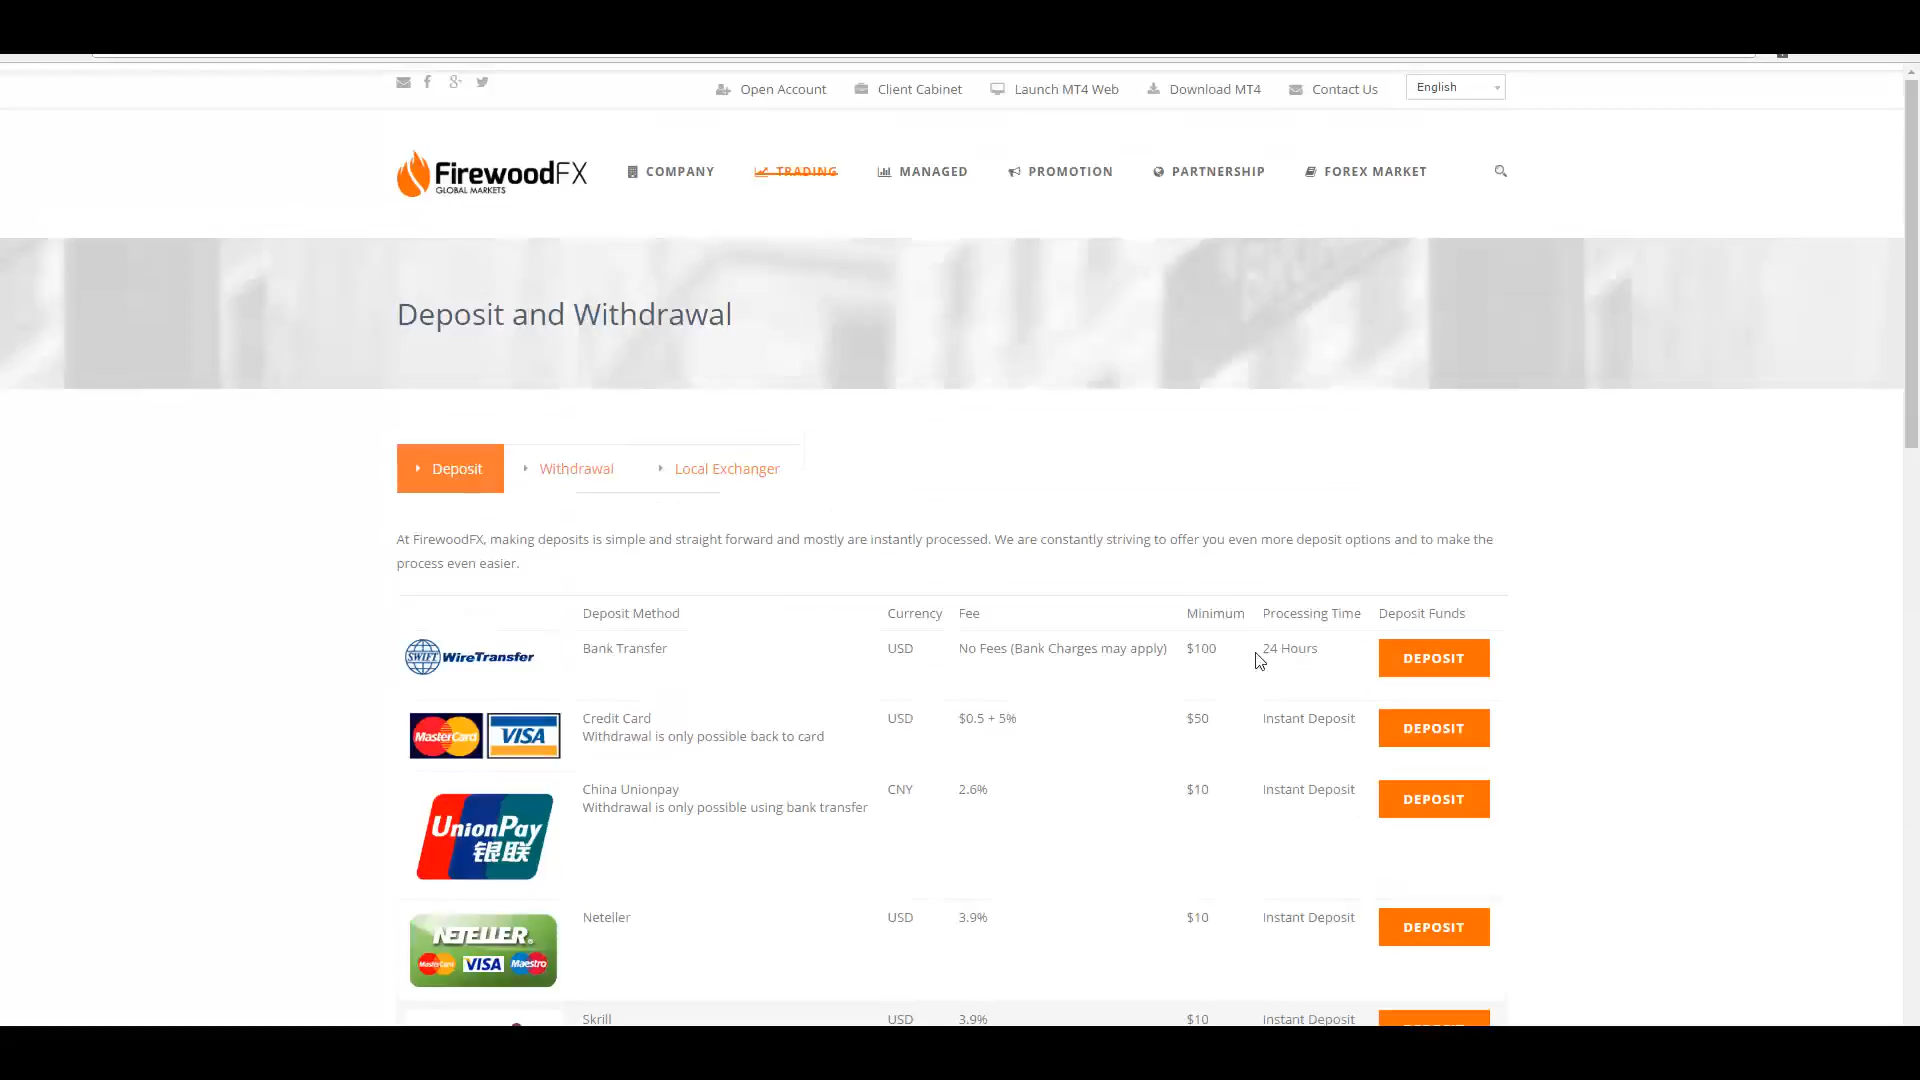 Open Account
Client Cabinet
Launch MT4 Web
Download MT4
Contact Us
English
FirewoodFX
GLOBAL MARKETS
COMPANY
TRADING
MANAGED
PROMOTION
PARTNERSHIP
FOREX MARKET
Deposit and Withdrawal
Deposit
Withdrawal
Local Exchanger
At FirewoodFX, making deposits is simple and straight forward and mostly are instantly processed. We are constantly striving to offer you even more deposit options and to make the
process even easier.
Deposit Method Currency Fee Minimum Processing Time Deposit Funds
SWIFT WireTransfer
Bank Transfer USD No Fees (Bank Charges may apply) $100 24 Hours DEPOSIT
MasterCard VISA
Credit Card USD $0.5 + 5% $50 Instant Deposit DEPOSIT
Withdrawal is only possible back to card
UnionPay
银联
China Unionpay CNY 2.6% $10 Instant Deposit DEPOSIT
Withdrawal is only possible using bank transfer
NETELLER.
MasterCard VISA Maestro
Neteller USD 3.9% $10 Instant Deposit DEPOSIT
Skrill USD 3.9% $10 Instant Deposit